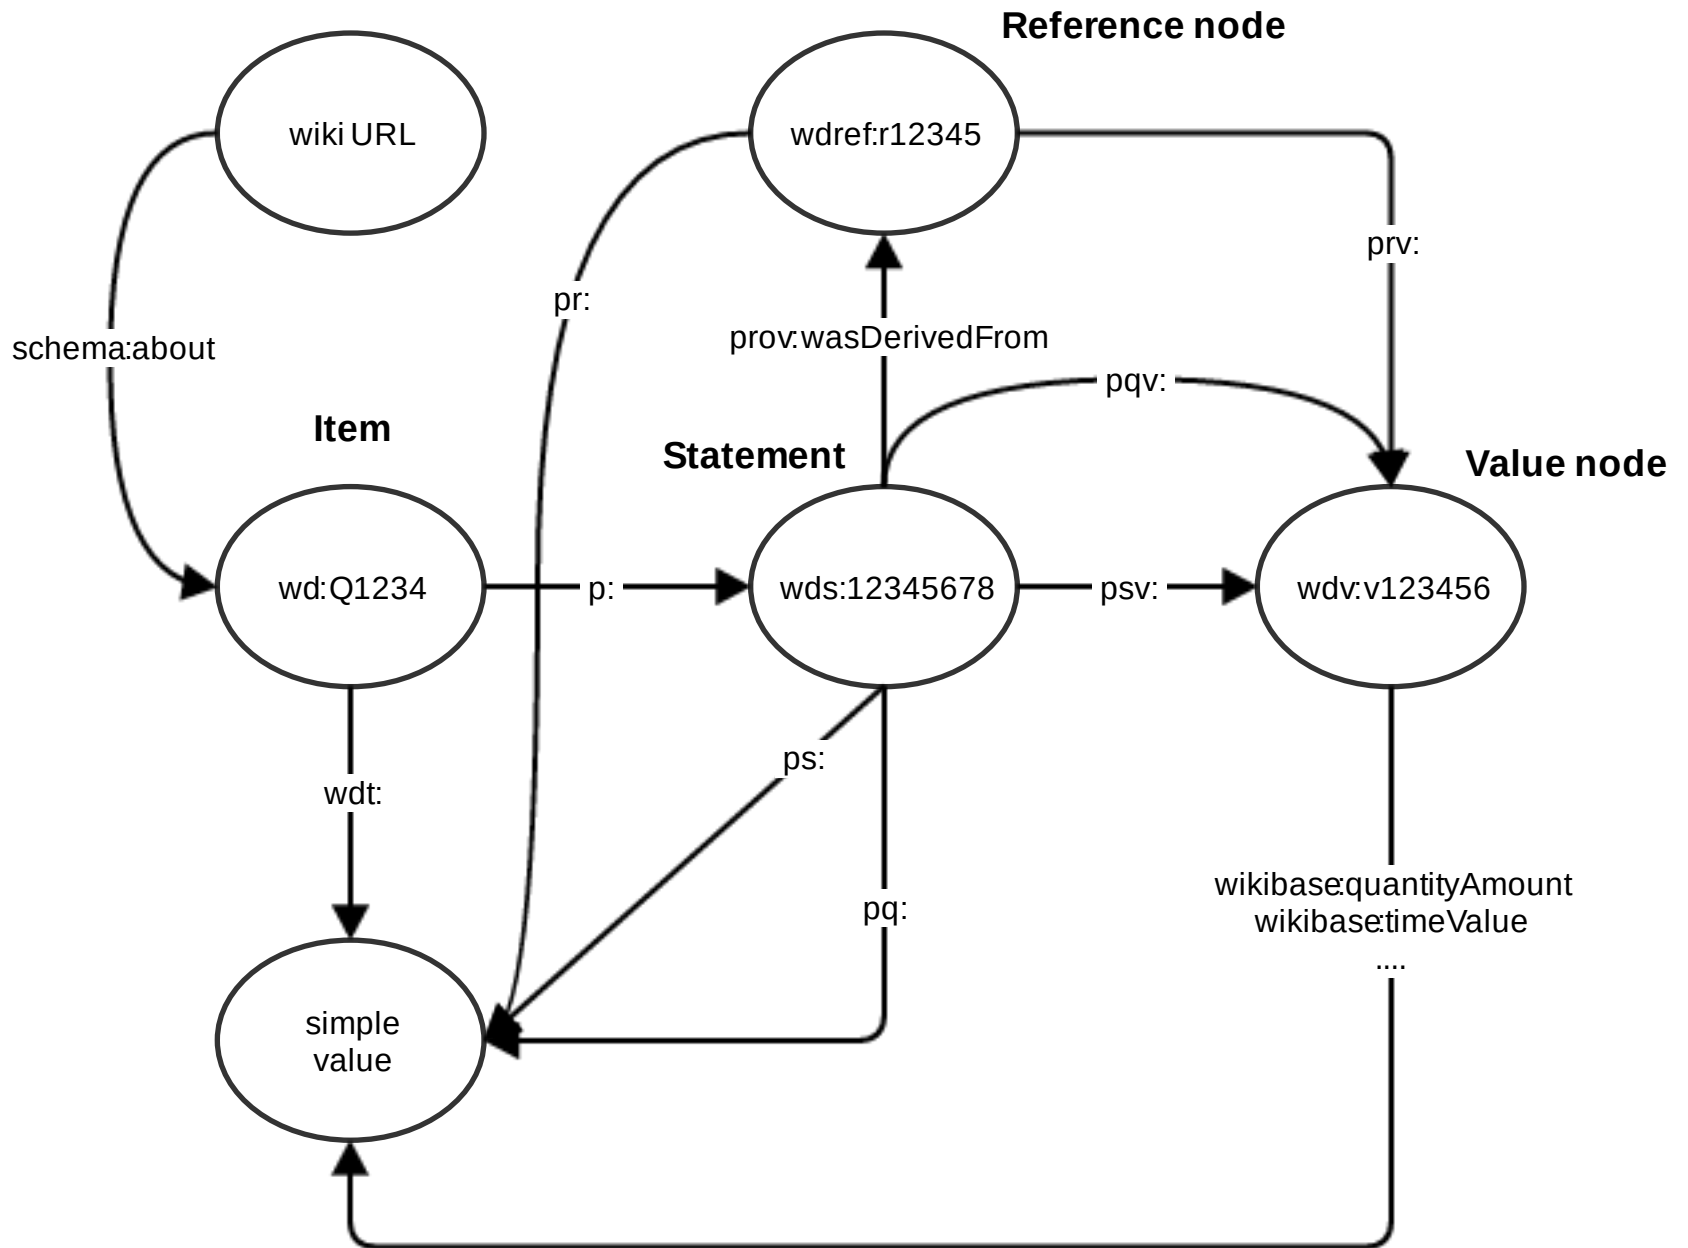 Reference node
wiki URL
wdref:r12345
prv:
pr:
prov:wasDerivedFrom
schema:about
pqv:
Item
Statement
Value node
wd:Q1234
p:
wds:12345678
psv:
wdv:v123456
ps:
wdt:
wikibase:quantityAmount
wikibase:timeValue
....
pq:
simple
value